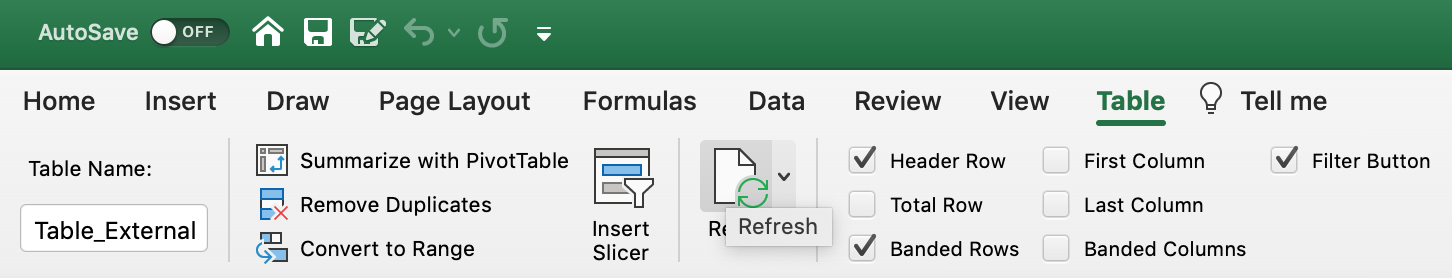 AutoSave OFF
Home Insert Draw Page Layout Formulas Data Review View Table Tell me
Table Name:
Table_External
Summarize with PivotTable
Remove Duplicates
Convert to Range
Insert
Slicer
Refresh
Header Row
Total Row
Banded Rows
First Column
Last Column
Banded Columns
Filter Button